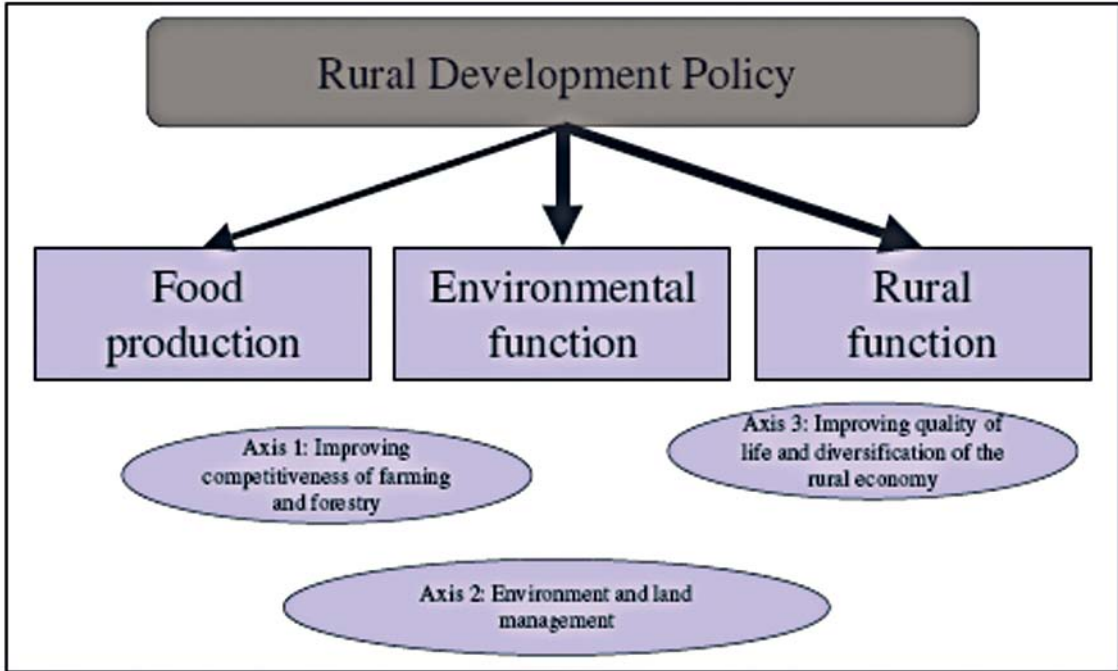 Rural Development Policy
Food
production
Environmental
function
Rural
function
Axis 1: Improving
competitiveness of farming
and forestry
Axis 3: Improving quality of
life and diversification of the
rural economy
Axis 2: Environment and land
management